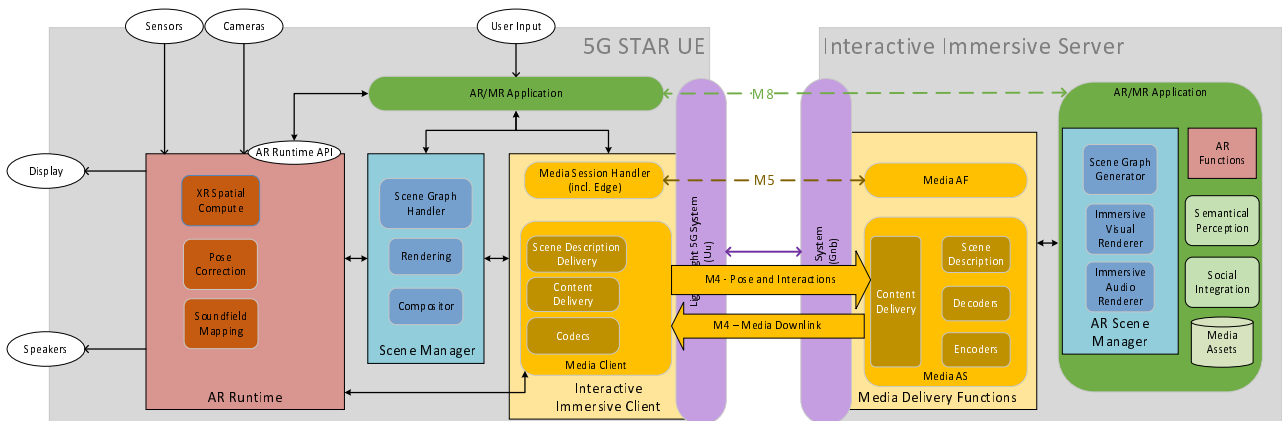 Sensors
Cameras
User Input
5G STAR UE
Interactive Immersive Server
AR/MR Application
M8
AR/MR Application
AR Runtime API
Display
Speakers
XR Spatial
Compute
Pose
Correction
Soundfield
Mapping
AR Runtime
Scene Graph
Handler
Rendering
Compositor
Scene Manager
Media Session Handler
(incl. Edge)
Scene Description
Delivery
Content
Delivery
Codecs
Media Client
Interactive
Immersive Client
5G System
(Uu)
System
(Gnb)
M5
M4 - Pose and Interactions
M4 – Media Downlink
Media AF
Content
Delivery
Scene
Description
Decoders
Encoders
Media AS
Media Delivery Functions
Scene Graph
Generator
Immersive
Visual
Renderer
Immersive
Audio
Renderer
AR Scene
Manager
AR
Functions
Semantical
Perception
Social
Integration
Media
Assets